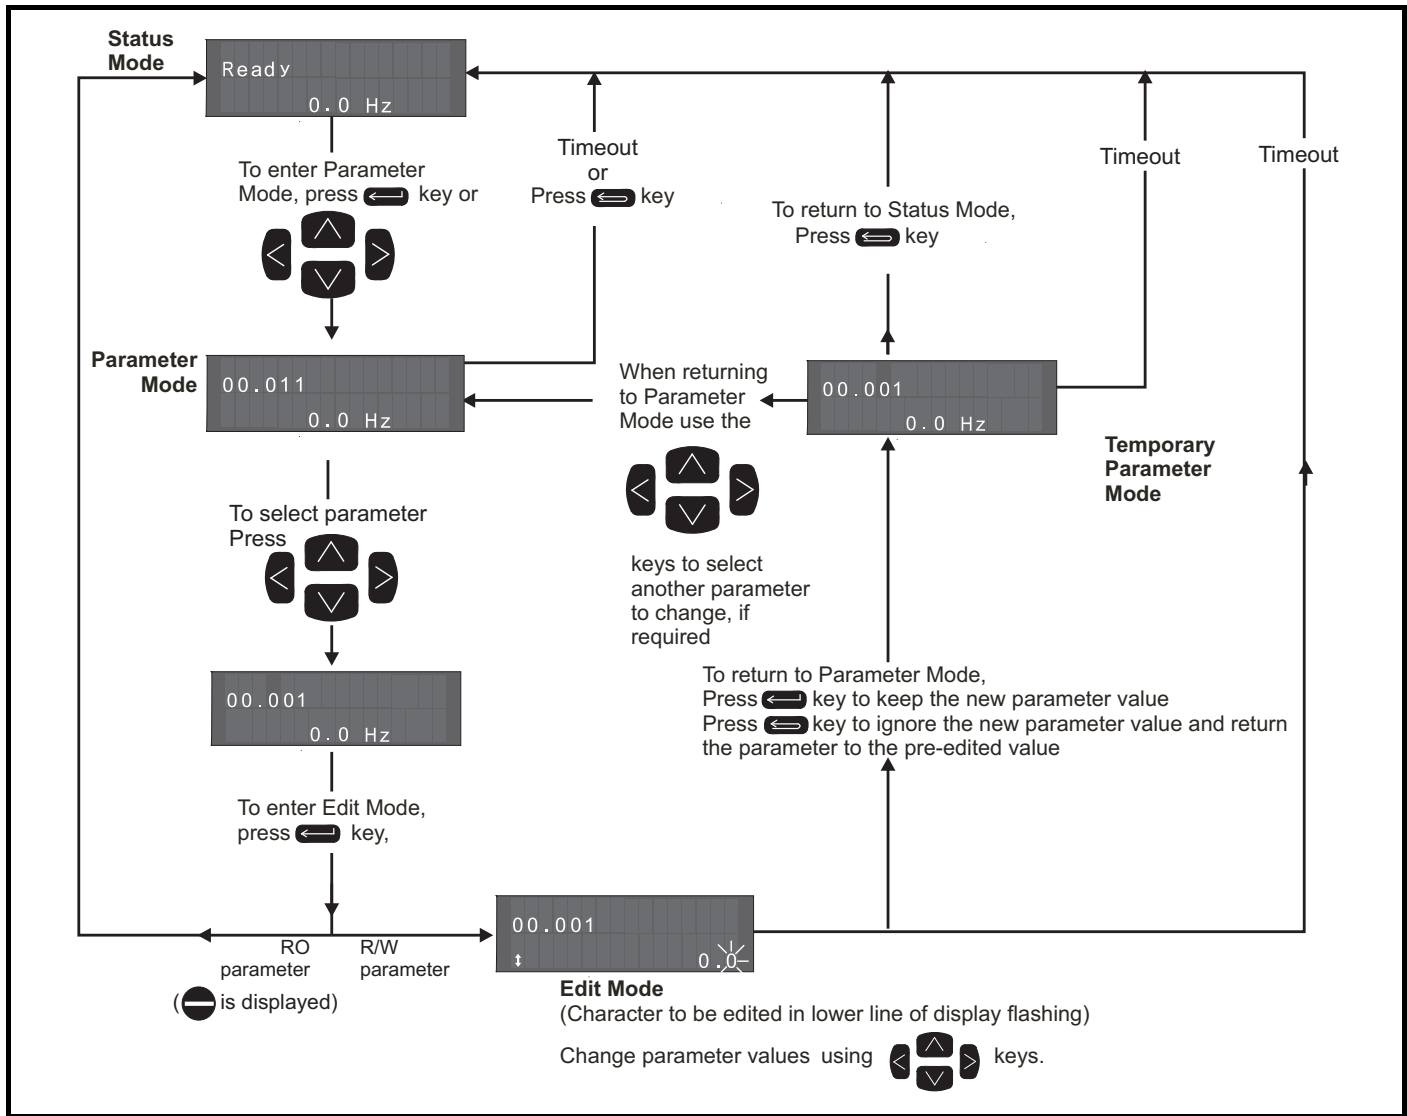 Status
Mode
Ready
0.0 Hz
To enter Parameter
Mode, press key or
Timeout
or
Press key
To return to Status Mode,
Press key
Timeout
Timeout
Parameter
Mode
00.011
0.0 Hz
When returning
to Parameter
Mode use the
keys to select
another parameter
to change, if
required
00.001
0.0 Hz
Temporary
Parameter
Mode
To select parameter
Press
00.001
0.0 Hz
To return to Parameter Mode,
Press key to keep the new parameter value
Press key to ignore the new parameter value and return
the parameter to the pre-edited value
To enter Edit Mode,
press key,
RO
parameter
( is displayed)
R/W
parameter
00.001
0.0
Edit Mode
(Character to be edited in lower line of display flashing)
Change parameter values using keys.